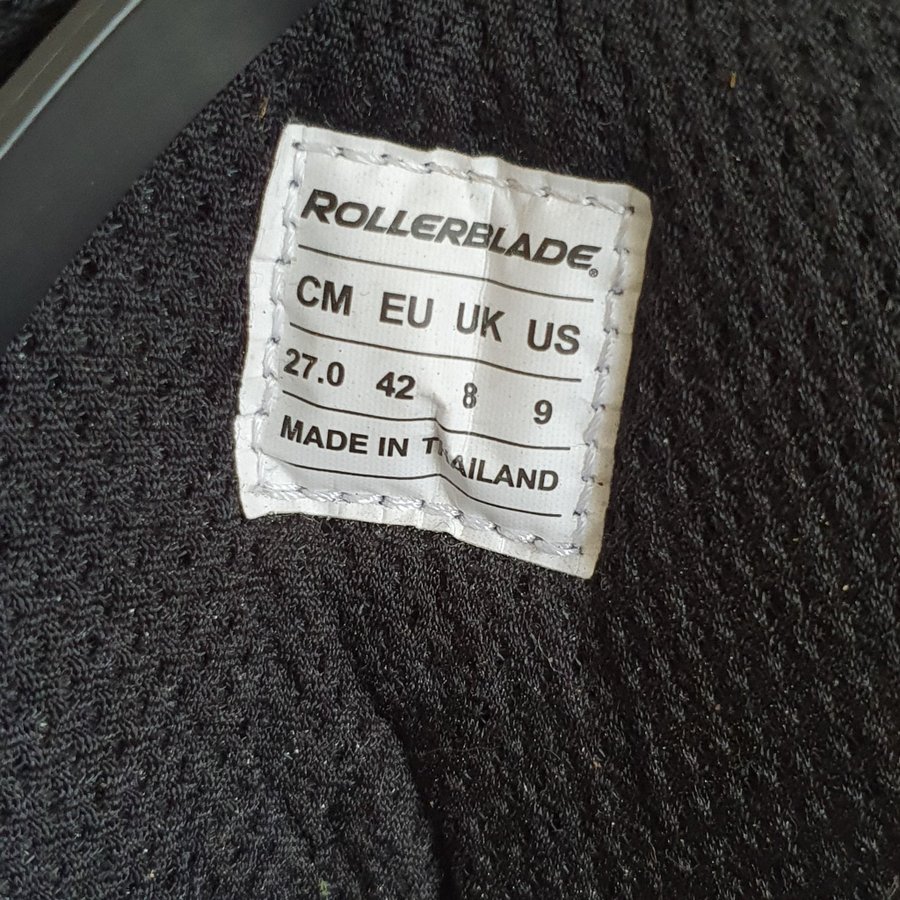 ROLLERBLADE®
CM EU UK US
27.0 42 8 9
MADE IN THAILAND